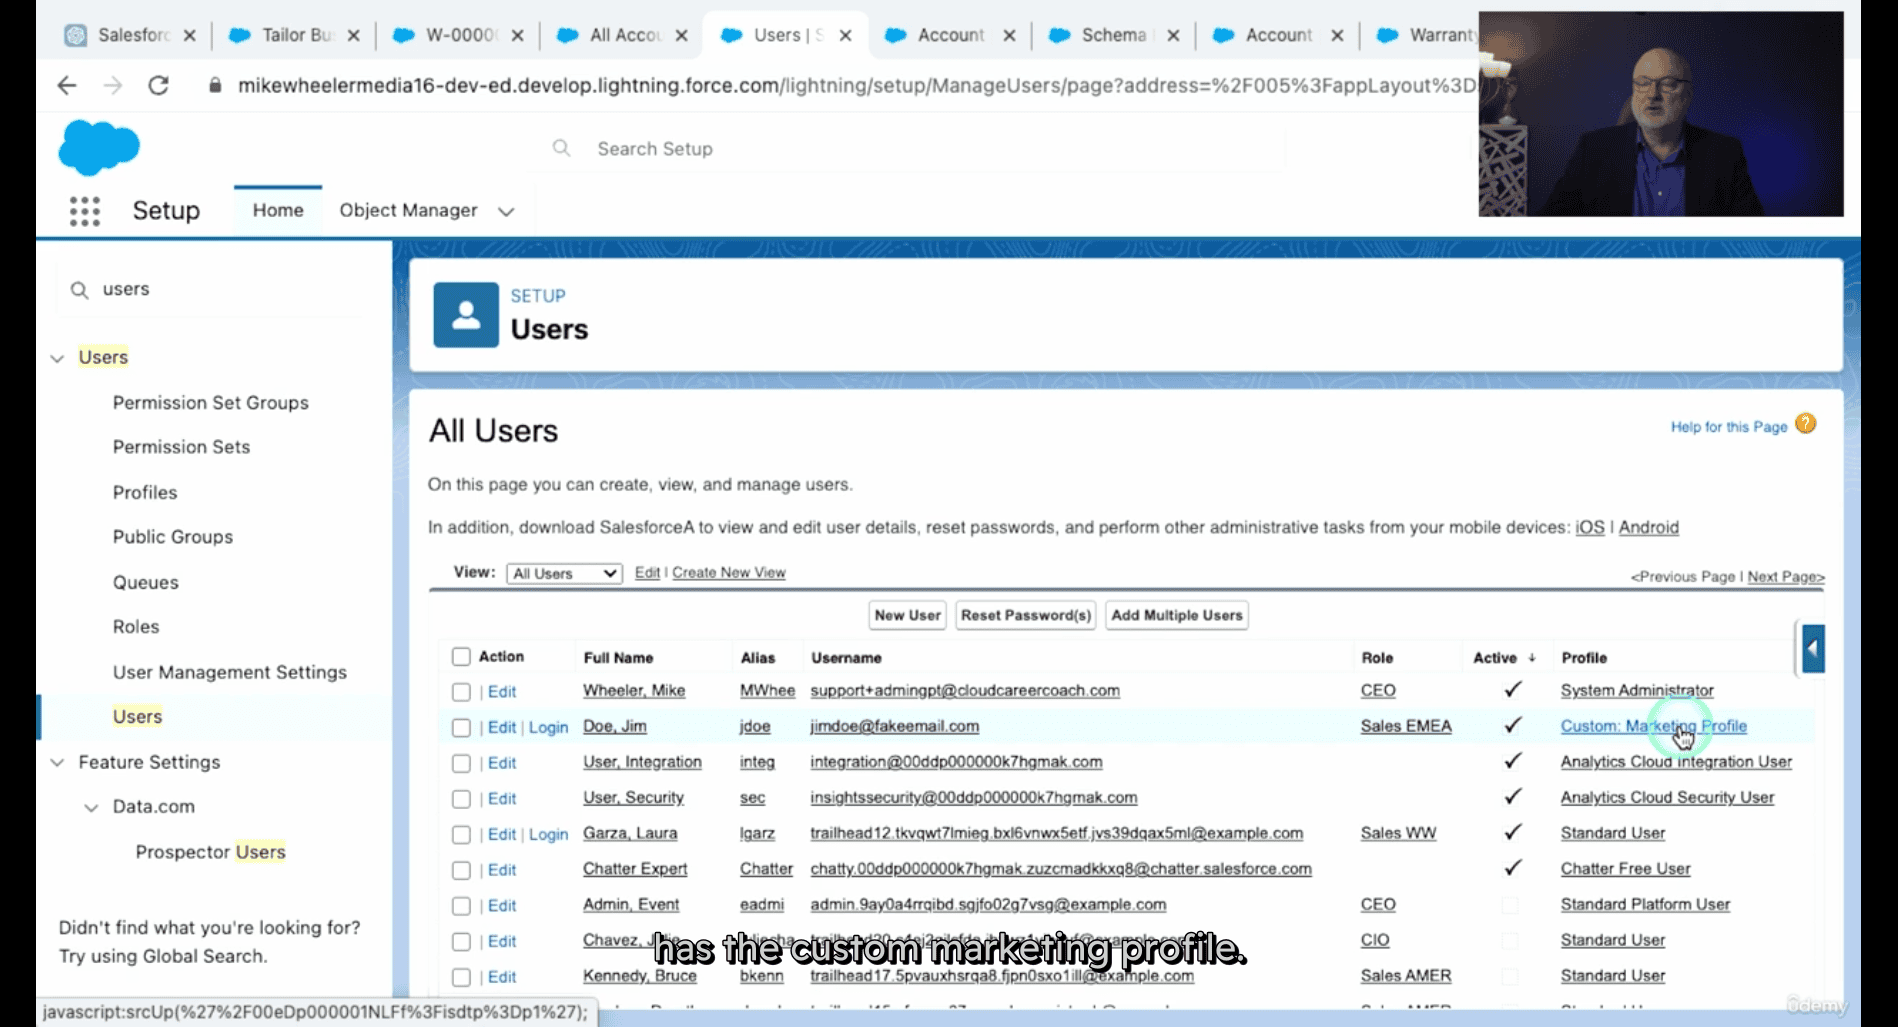 Salesforc
Tailor Bu
W-0000
All Accou
Users | S
Account
Schema
Account
Warranty
mikewheelermedia16-dev-ed.develop.lightning.force.com/lightning/setup/ManageUsers/page?address=%2F005%3FappLayout%3D
Search Setup
Setup
Home
Object Manager
users
Users
Permission Set Groups
Permission Sets
Profiles
Public Groups
Queues
Roles
User Management Settings
Users
Feature Settings
Data.com
Prospector Users
Didn't find what you're looking for?
Try using Global Search.
SETUP
Users
All Users
Help for this Page
On this page you can create, view, and manage users.
In addition, download SalesforceA to view and edit user details, reset passwords, and perform other administrative tasks from your mobile devices: iOS | Android
View: All Users Edit | Create New View
<Previous Page | Next Page>
New User Reset Password(s) Add Multiple Users
Action Full Name Alias Username Role Active Profile
| Edit Wheeler, Mike MWhee support+admingpt@cloudcareercoach.com CEO System Administrator
| Edit | Login Doe, Jim jdoe jimdoe@fakeemail.com Sales EMEA Custom: Marketing Profile
| Edit User, Integration integ integration@00ddp000000k7hgmak.com Analytics Cloud Integration User
| Edit User, Security sec insightssecurity@00ddp000000k7hgmak.com Analytics Cloud Security User
| Edit | Login Garza, Laura lgarz trailhead12.tkvqwt7lmieg.bxl6vnwx5etf.jvs39dqax5ml@example.com Sales WW Standard User
| Edit Chatter Expert Chatter chatty.00ddp000000k7hgmak.zuzcmadkkxq8@chatter.salesforce.com Chatter Free User
| Edit Admin, Event eadmi admin.9ay0a4rrqibd.sgjfo02g7vsg@example.com CEO Standard Platform User
| Edit Chavez, CIO Standard User
has the custom marketing profile.
| Edit Kennedy, Bruce bkenn trailhead17.5pvauxhsrqa8.fjpn0sxo1ill@example.com Sales AMER Standard User
javascript:srcUp(%27%2F00eDp000001NLFf%3Fisdtp%3Dp1%27);
ûdemy